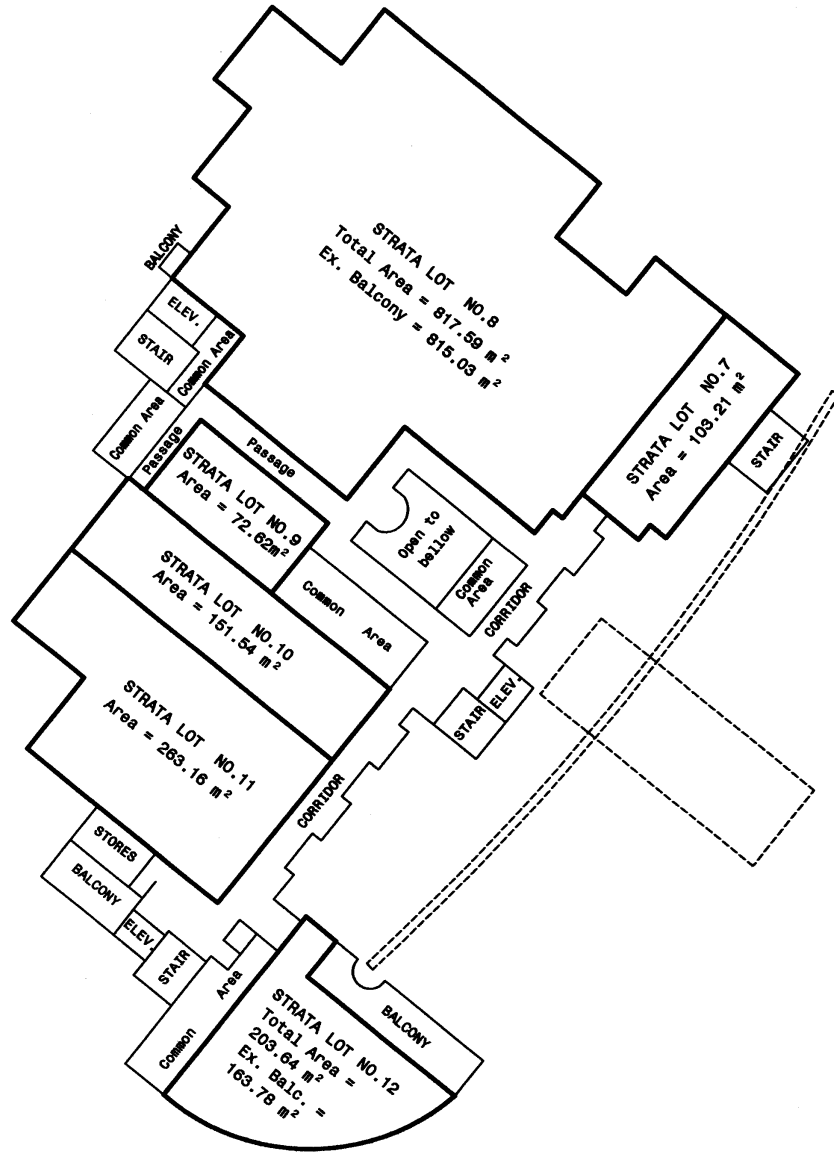 STRATA LOT NO.8
Total Area = 817.59 m²
Ex. Balcony = 815.03 m²
BALCONY
ELEV.
STAIR
Common Area
Common Area
Passage
Passage
STRATA LOT NO.7
Area = 103.21 m²
STAIR
STRATA LOT NO.9
Area = 72.62m²
Open to
bellow
Common
Area
CORRIDOR
Common Area
STRATA LOT NO.10
Area = 151.54 m²
STAIR
ELEV.
STRATA LOT NO.11
Area = 263.16 m²
CORRIDOR
STORES
BALCONY
ELEV.
STAIR
Common Area
STRATA LOT NO.12
Total Area =
203.64 m²
Ex. Balc. =
163.78 m²
BALCONY